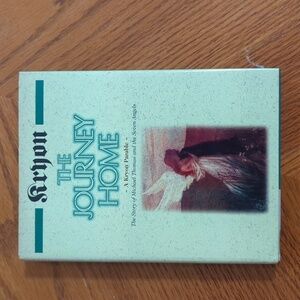 Kryon
THE
JOURNEY
HOME
- A Kryon Parable -
The Story of Michael Thomas and the Seven Angels